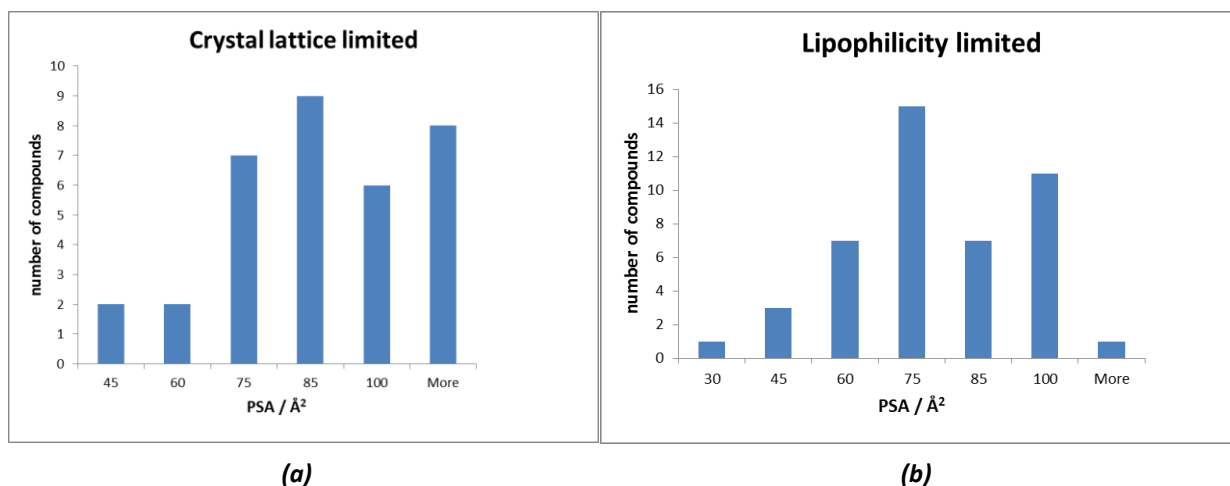 Crystal lattice limited
number of compounds
10
9
8
7
6
5
4
3
2
1
0
45 60 75 85 100 More
PSA / Å²
(a)
Lipophilicity limited
number of compounds
16
14
12
10
8
6
4
2
0
30 45 60 75 85 100 More
PSA / Å²
(b)